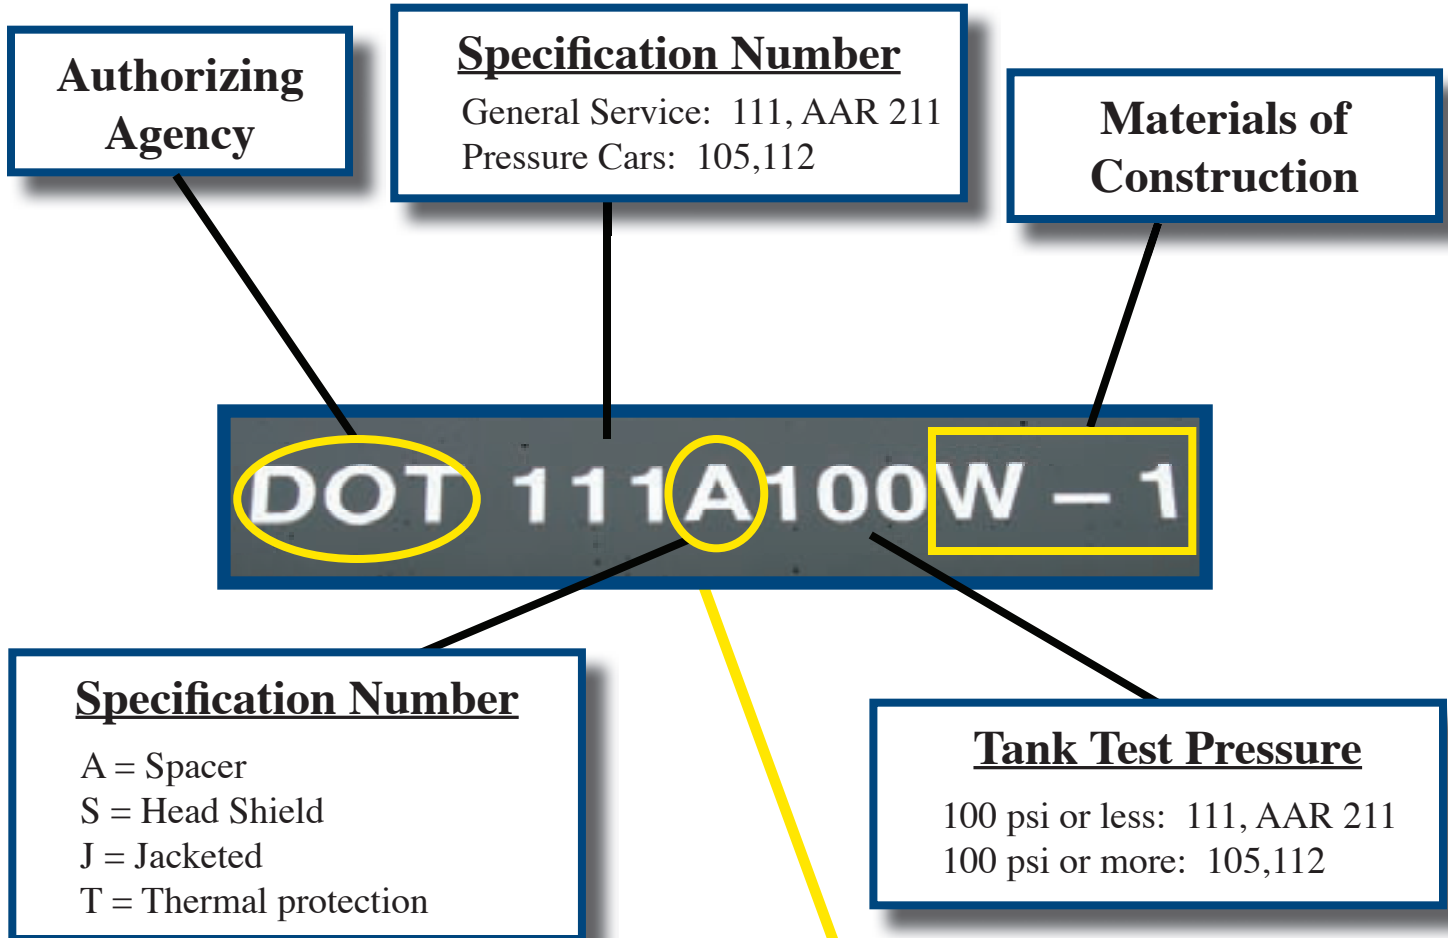 Authorizing
Agency
Specification Number
General Service: 111, AAR 211
Pressure Cars: 105,112
Materials of
Construction
DOT 111A100W – 1
Specification Number
A = Spacer
S = Head Shield
J = Jacketed
T = Thermal protection
Tank Test Pressure
100 psi or less: 111, AAR 211
100 psi or more: 105,112